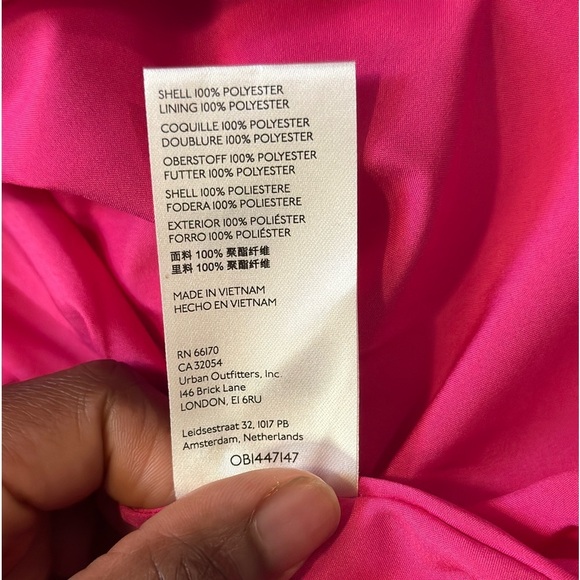 SHELL 100% POLYESTER
LINING 100% POLYESTER
COQUILLE 100% POLYESTER
DOUBLURE 100% POLYESTER
OBERSTOFF 100% POLYESTER
FUTTER 100% POLYESTER
SHELL 100% POLIESTERE
FODERA 100% POLIESTERE
EXTERIOR 100% POLIÉSTER
FORRO 100% POLIÉSTER
面料 100% 聚酯纤维
里料 100% 聚酯纤维
MADE IN VIETNAM
HECHO EN VIETNAM
RN 66170
CA 32054
Urban Outfitters, Inc.
146 Brick Lane
LONDON, E1 6RU
Leidsestraat 32, 1017 PB
Amsterdam, Netherlands
OB1447147